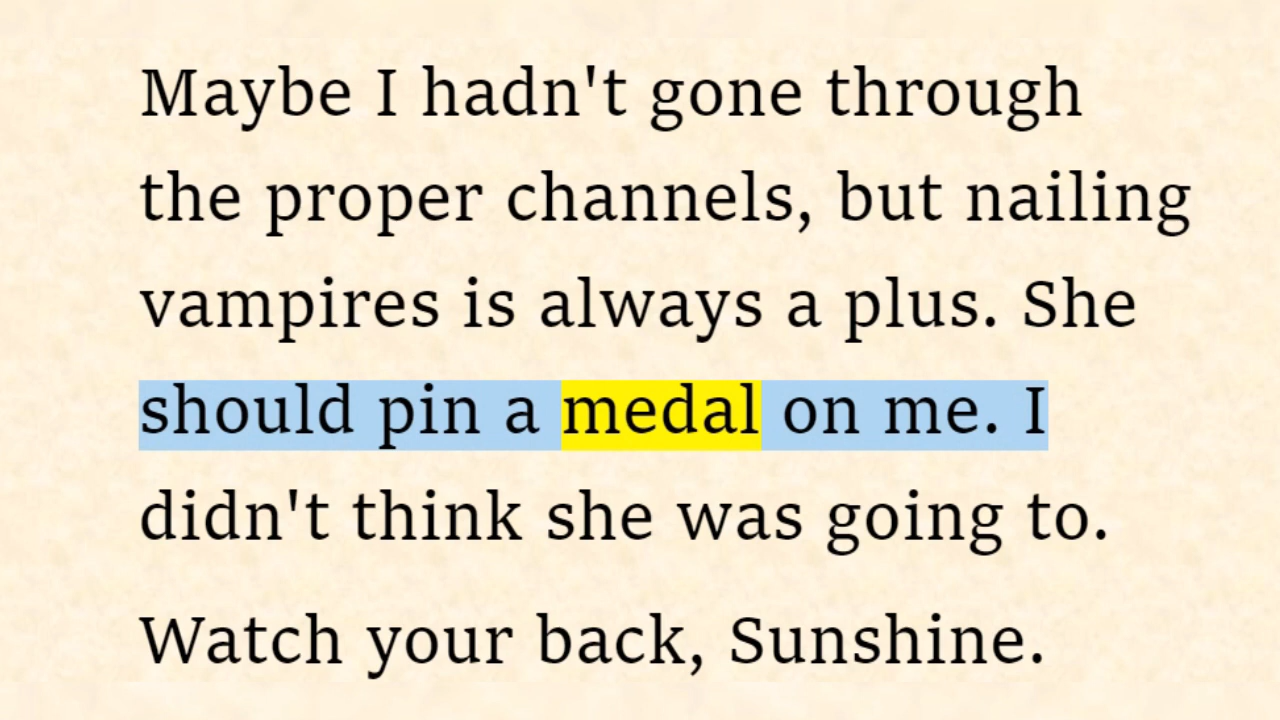 Maybe I hadn't gone through
the proper channels, but nailing
vampires is always a plus. She
should pin a medal on me. I
didn't think she was going to.
Watch your back, Sunshine.